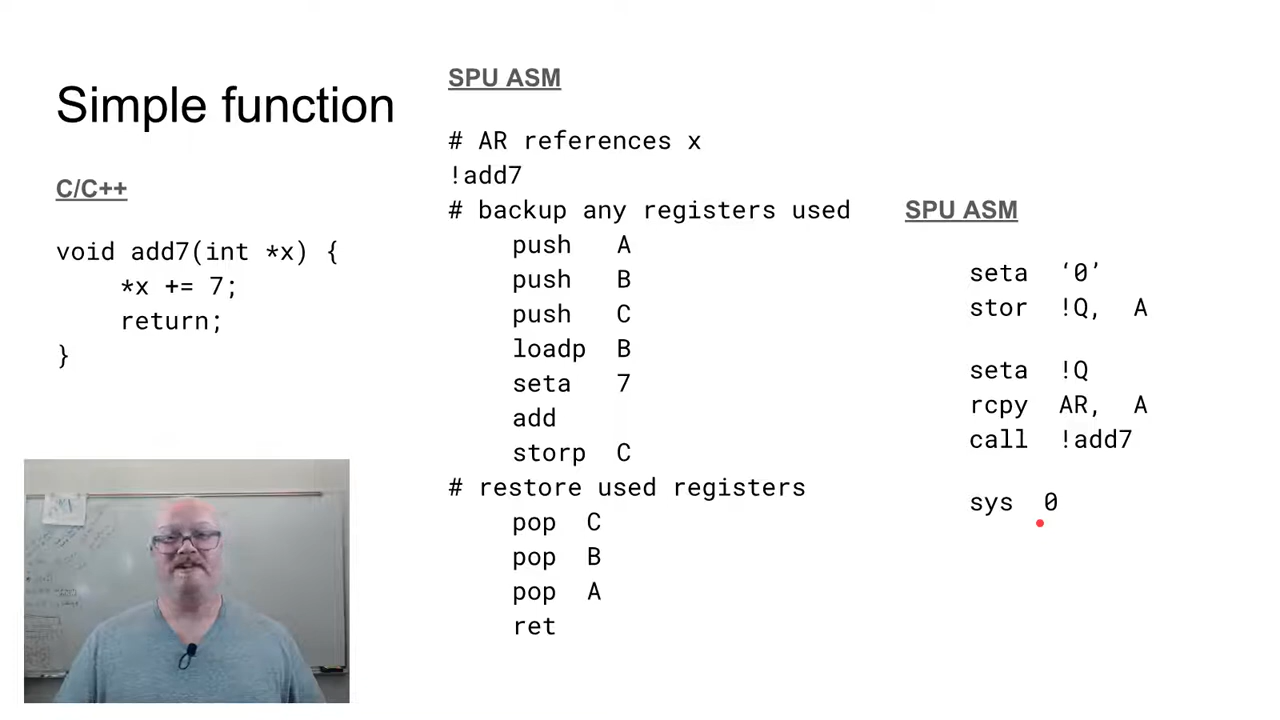 Simple function
C/C++
void add7(int *x) {
*x += 7;
return;
}
SPU ASM
# AR references x
!add7
# backup any registers used
push A
push B
push C
loadp B
seta 7
add
storp C
# restore used registers
pop C
pop B
pop A
ret
SPU ASM
seta ‘0’
stor !Q, A
seta !Q
rcpy AR, A
call !add7
sys 0